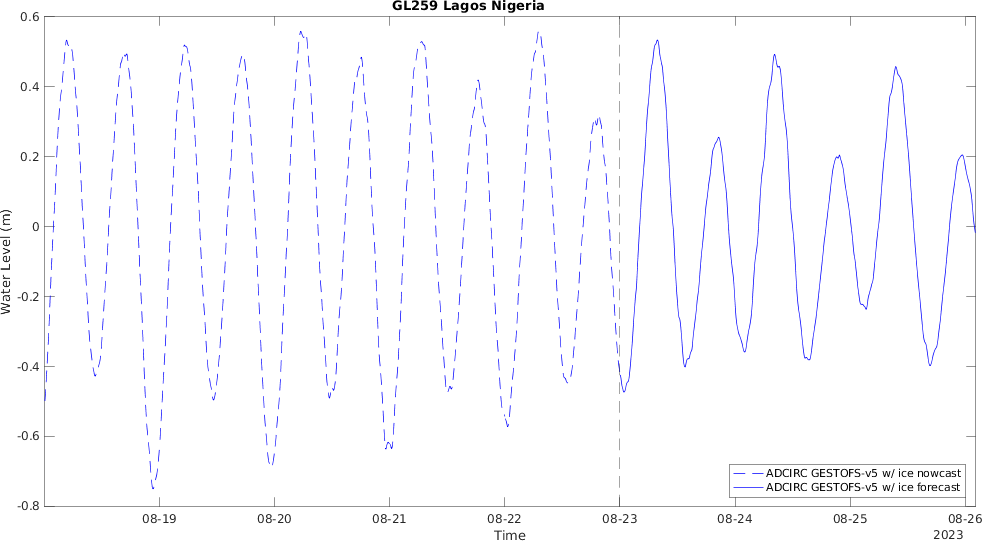 GL259 Lagos Nigeria
0.6
0.4
0.2
0
-0.2
-0.4
-0.6
-0.8
Water Level (m)
ADCIRC GESTOFS-v5 w/ ice nowcast
ADCIRC GESTOFS-v5 w/ ice forecast
08-19 08-20 08-21 08-22 08-23 08-24 08-25 08-26
Time
2023